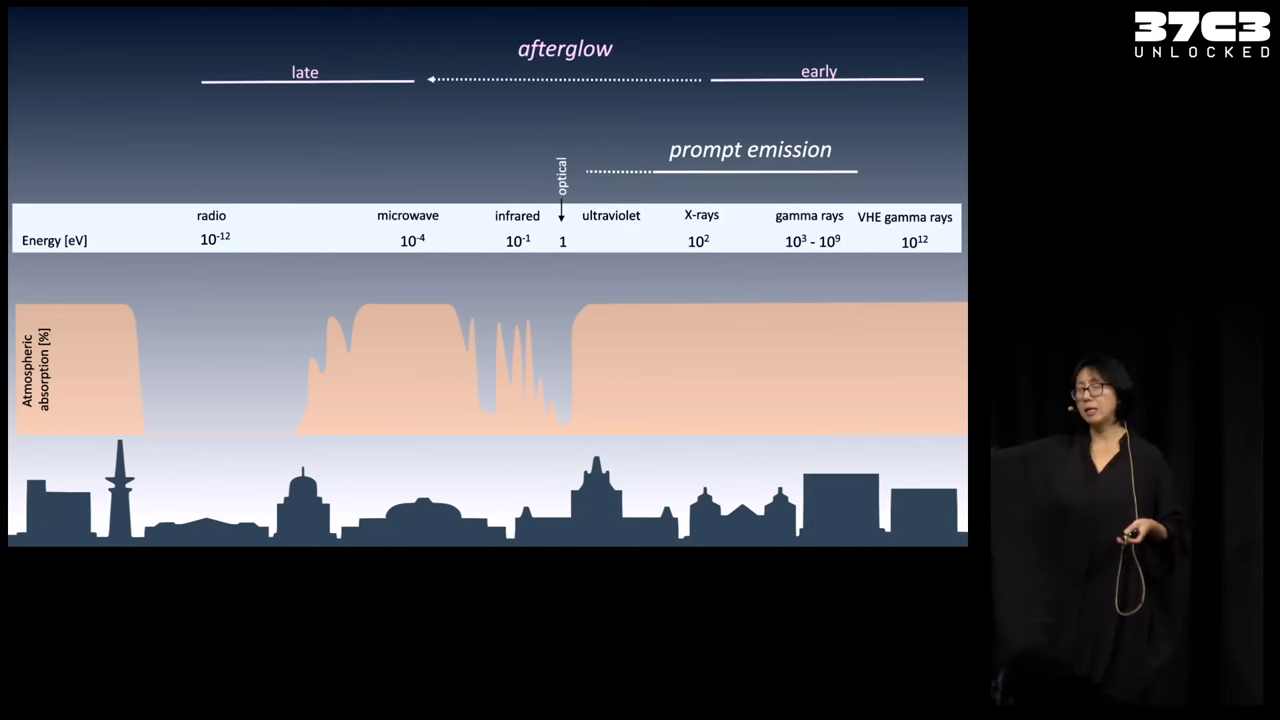 37C3
UNLOCKED
afterglow
late
early
prompt emission
optical
radio microwave infrared ultraviolet X-rays gamma rays VHE gamma rays
Energy [eV] 10⁻¹² 10⁻⁴ 10⁻¹ 1 10² 10³ - 10⁹ 10¹²
Atmospheric
absorption [%]